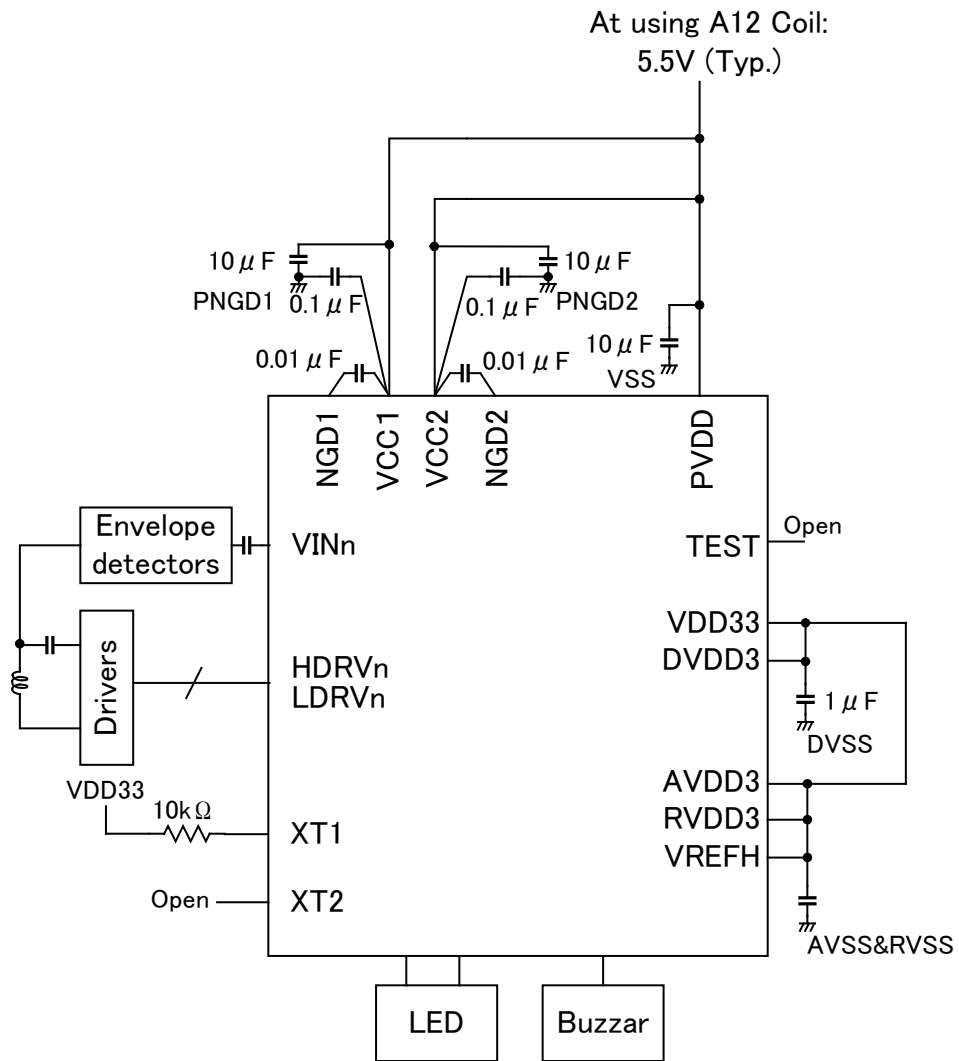 At using A12 Coil:
5.5V (Typ.)
10μF
10μF
PNGD1
0.1μF
0.1μF
PNGD2
10μF
VSS
0.01μF
0.01μF
NGD1
VCC1
VCC2
NGD2
PVDD
Envelope
detectors
VINn
TEST
Open
VDD33
DVDD3
1μF
DVSS
Drivers
HDRVn
LDRVn
VDD33
10kΩ
XT1
XT2
Open
AVDD3
RVDD3
VREFH
AVSS&RVSS
LED
Buzzar